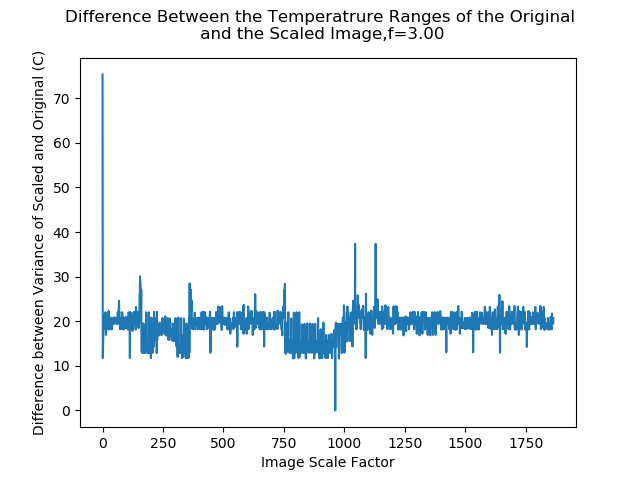 Difference Between the Temperatrure Ranges of the Original
and the Scaled Image,f=3.00
Difference between Variance of Scaled and Original (C)
70
60
50
40
30
20
10
0
0 250 500 750 1000 1250 1500 1750
Image Scale Factor